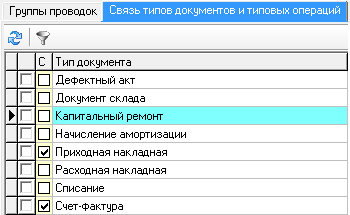 Группы проводок Связь типов документов и типовых операций
С Тип документа
Дефектный акт
Документ склада
Капитальный ремонт
Начисление амортизации
Приходная накладная
Расходная накладная
Списание
Счет-фактура